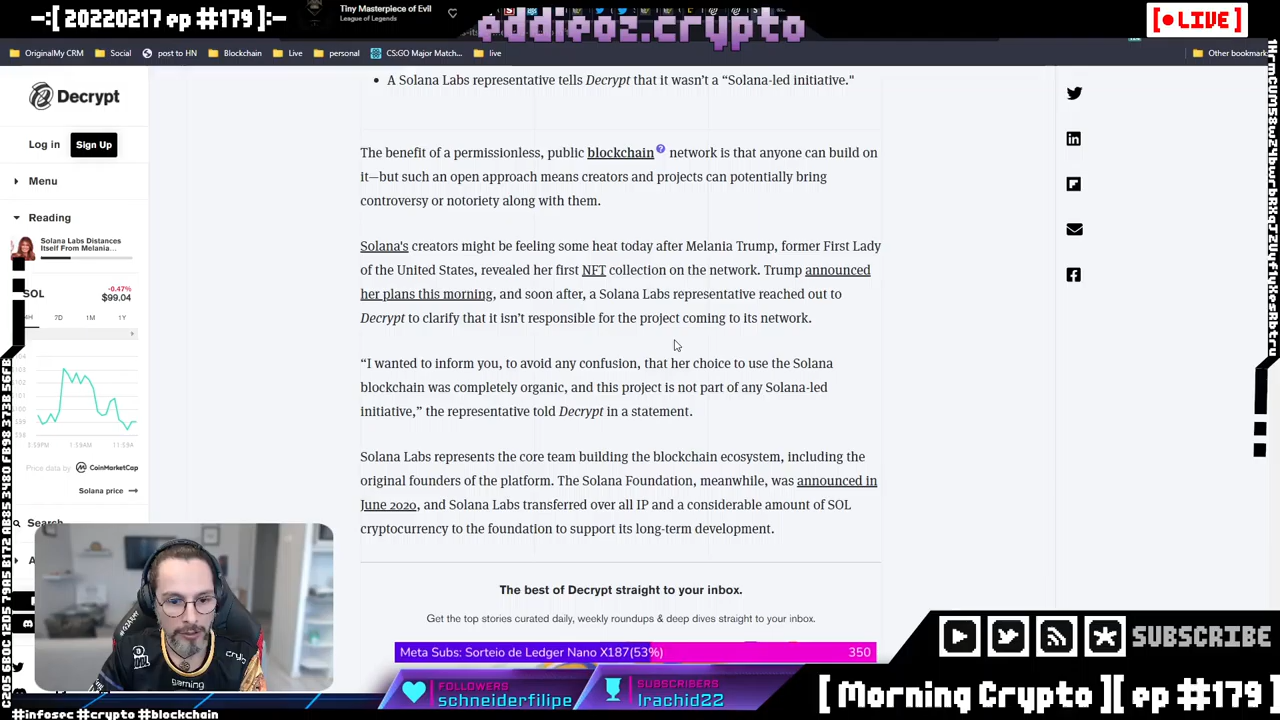 -:[ 20220217 ep #179 ]:-
Tiny Masterpiece of Evil
League of Legends
eddieoz.crypto
[•LIVE]
OriginalMy CRM
Social
post to HN
Blockchain
Live
personal
CS:GO Market Search...
live
Other bookmark
Decrypt
Log in
Sign Up
Menu
Reading
Solana Labs Distances
Itself From Melania...
SOL
-0.47%
$99.04
7D
1M
1Y
Price data by CoinMarketCap
Solana price
Search
• A Solana Labs representative tells Decrypt that it wasn't a “Solana-led initiative."
The benefit of a permissionless, public blockchain network is that anyone can build on
it—but such an open approach means creators and projects can potentially bring
controversy or notoriety along with them.
Solana's creators might be feeling some heat today after Melania Trump, former First Lady
of the United States, revealed her first NFT collection on the network. Trump announced
her plans this morning, and soon after, a Solana Labs representative reached out to
Decrypt to clarify that it isn't responsible for the project coming to its network.
“I wanted to inform you, to avoid any confusion, that her choice to use the Solana
blockchain was completely organic, and this project is not part of any Solana-led
initiative,” the representative told Decrypt in a statement.
Solana Labs represents the core team building the blockchain ecosystem, including the
original founders of the platform. The Solana Foundation, meanwhile, was announced in
June 2020, and Solana Labs transferred over all IP and a considerable amount of SOL
cryptocurrency to the foundation to support its long-term development.
The best of Decrypt straight to your inbox.
Get the top stories curated daily, weekly roundups & deep dives straight to your inbox.
Meta Subs: Sorteio de Ledger Nano X187(53%)
350
FOLLOWERS
schneiderfilipe
SUBSCRIBERS
lrachid22
SUBSCRIBE
[ Morning Crypto ][ ep #179 ]
#infosec #crypto #blockchain